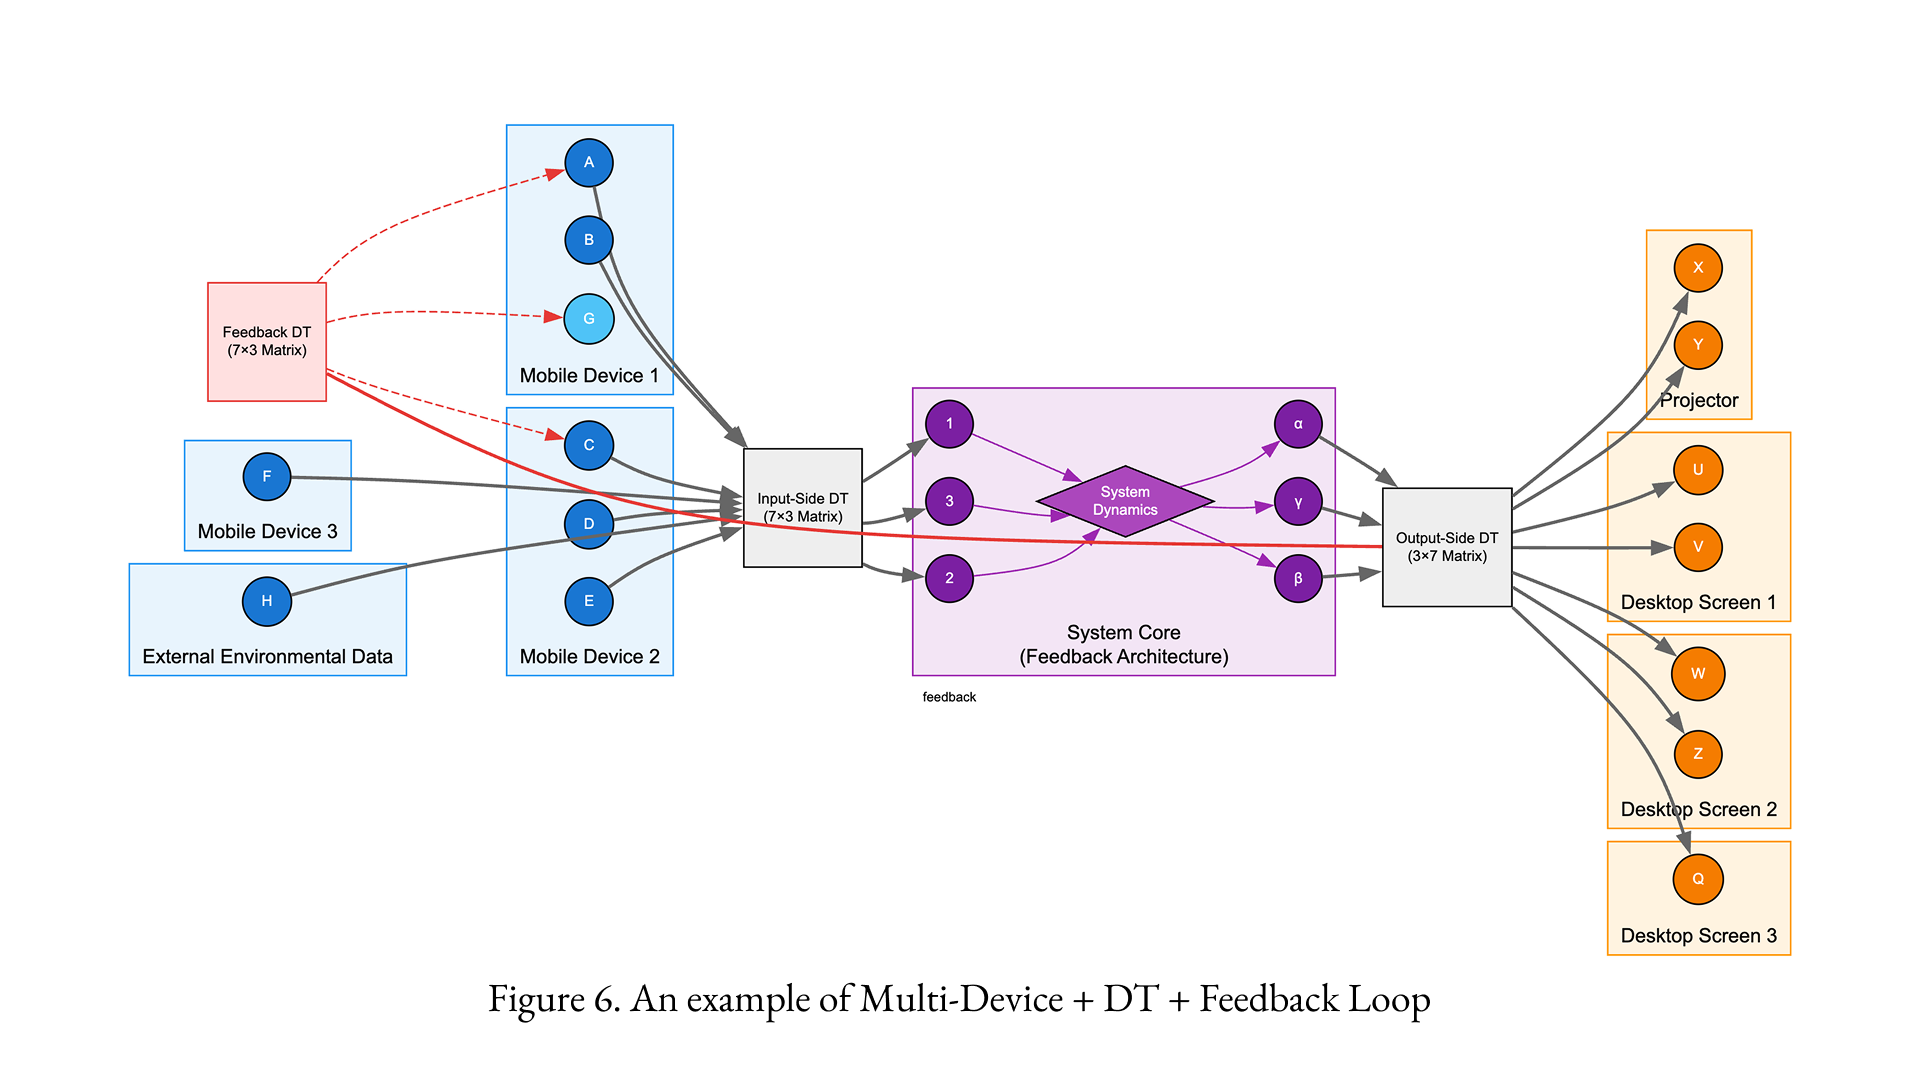 A
B
G
Mobile Device 1
Feedback DT
(7×3 Matrix)
F
Mobile Device 3
H
External Environmental Data
C
D
E
Mobile Device 2
Input-Side DT
(7×3 Matrix)
1
3
2
System
Dynamics
α
γ
β
System Core
(Feedback Architecture)
feedback
Output-Side DT
(3×7 Matrix)
X
Y
Projector
U
V
Desktop Screen 1
W
Z
Desktop Screen 2
Q
Desktop Screen 3
Figure 6. An example of Multi-Device + DT + Feedback Loop